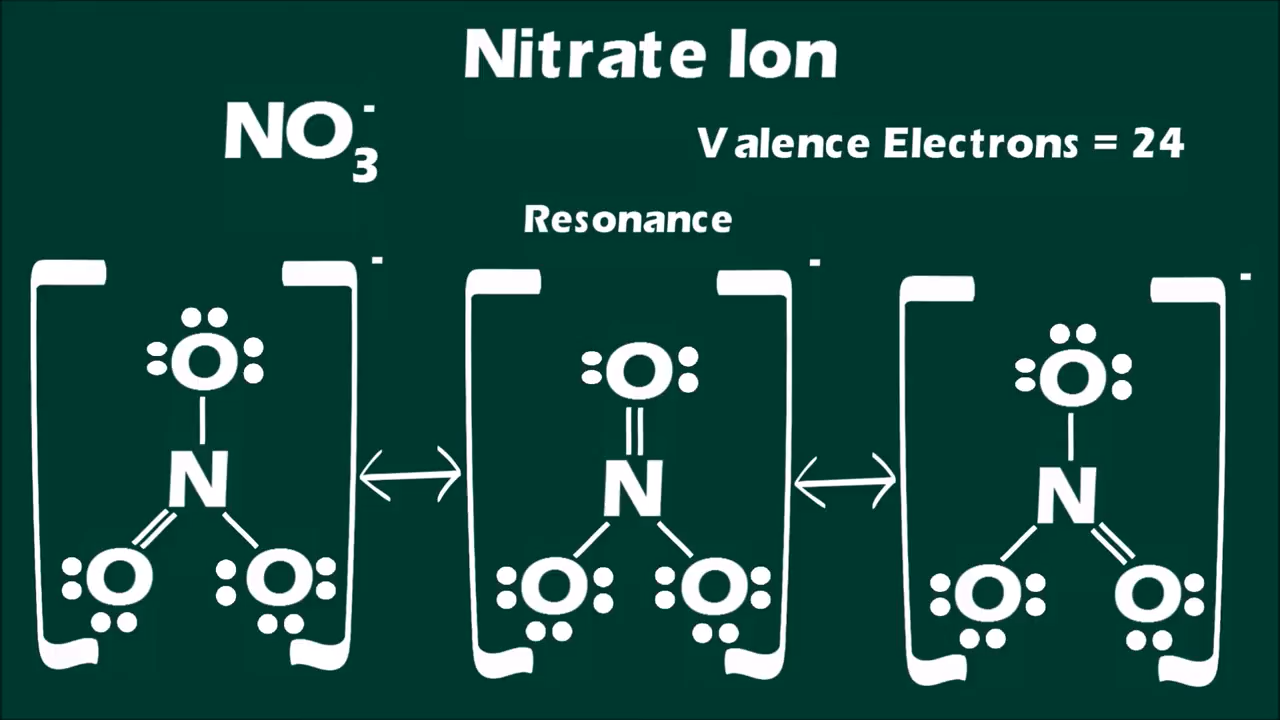 Nitrate Ion
NO₃⁻
Valence Electrons = 24
Resonance
- - -
O O O
N N N
O O O O O O